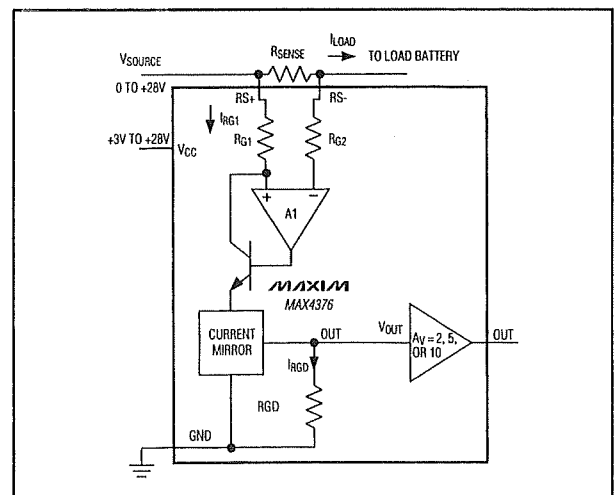 ILOAD
RSENSE
VSOURCE
TO LOAD BATTERY
0 TO +28V
RS+
RS-
IRG1
RG1
RG2
+3V TO +28V
VCC
+
−
A1
MAXIM
MAX4376
CURRENT
MIRROR
OUT
VOUT
AV = 2, 5,
OR 10
OUT
IRGD
RGD
GND